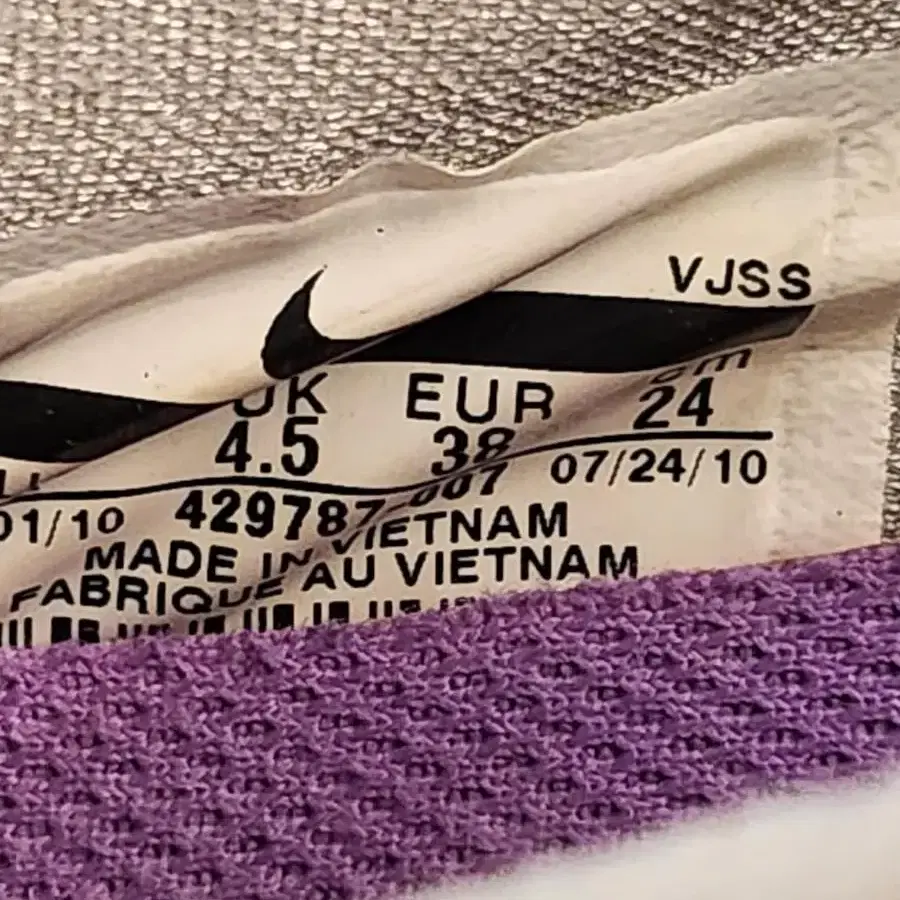 VJSS
UK EUR cm
4.5 38 24
01/10 07/24/10
429787-007
MADE IN VIETNAM
FABRIQUE AU VIETNAM